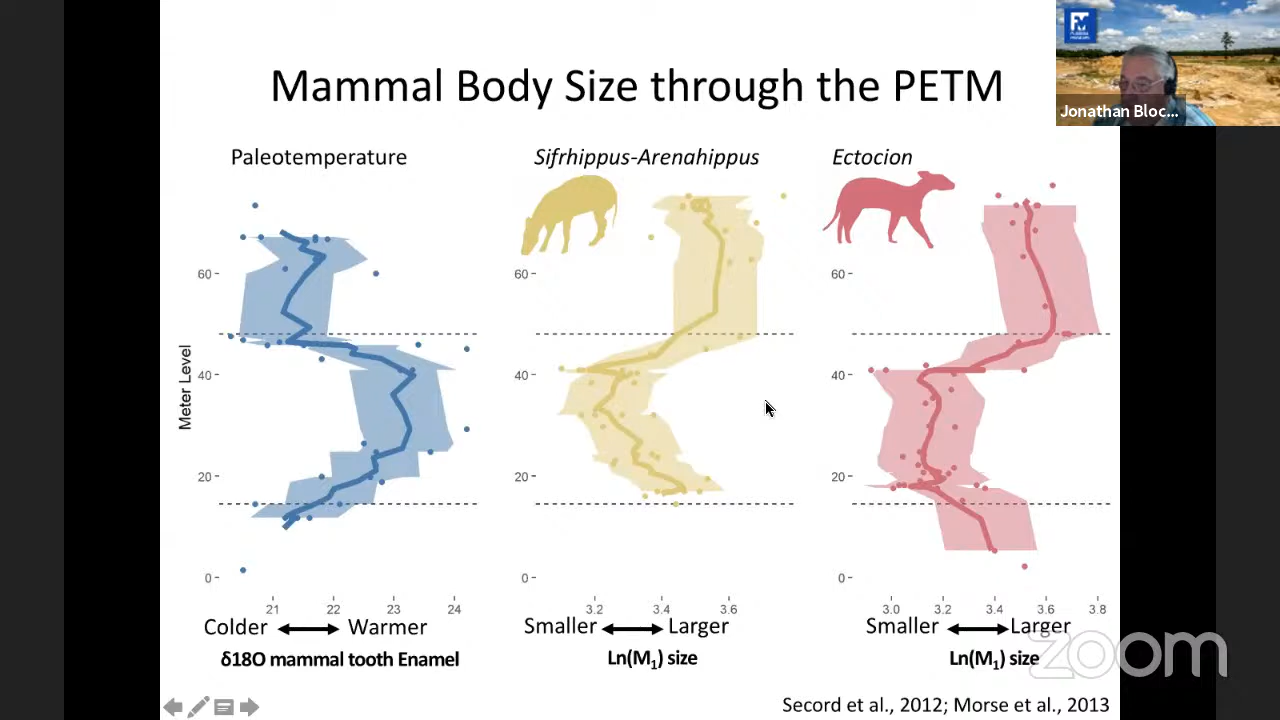 Mammal Body Size through the PETM
Jonathan Bloc...
Paleotemperature
Sifrhippus-Arenahippus
Ectocion
Meter Level
60
40
20
0
21 22 23 24
60
40
20
0
3.2 3.4 3.6
60
40
20
0
3.0 3.2 3.4 3.6 3.8
Colder Warmer
Smaller Larger
Smaller Larger
δ18O mammal tooth Enamel
Ln(M₁) size
Ln(M₁) size
zoom
Secord et al., 2012; Morse et al., 2013